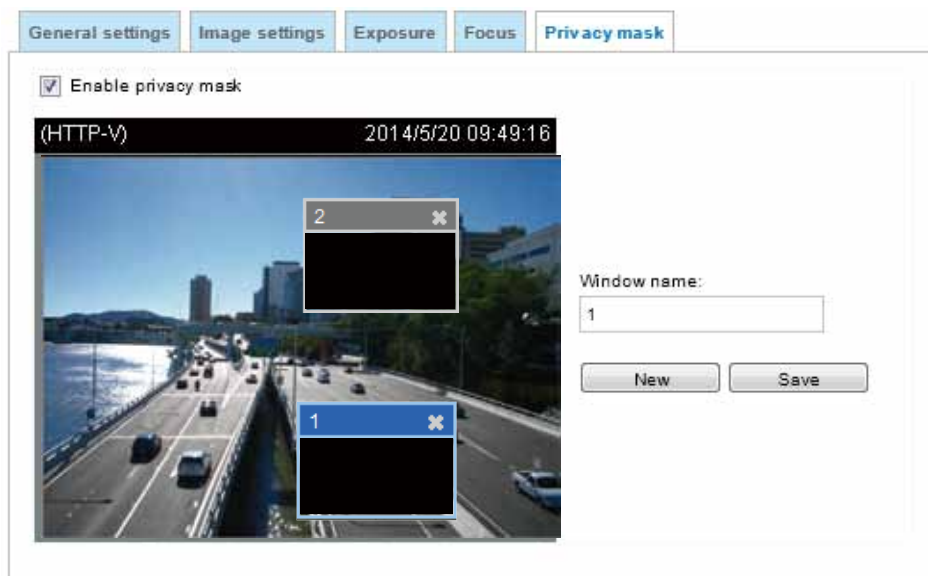 General settings Image settings Exposure Focus Privacy mask
Enable privacy mask
(HTTP-V) 2014/5/20 09:49:16
2
Window name:
1
New Save
1